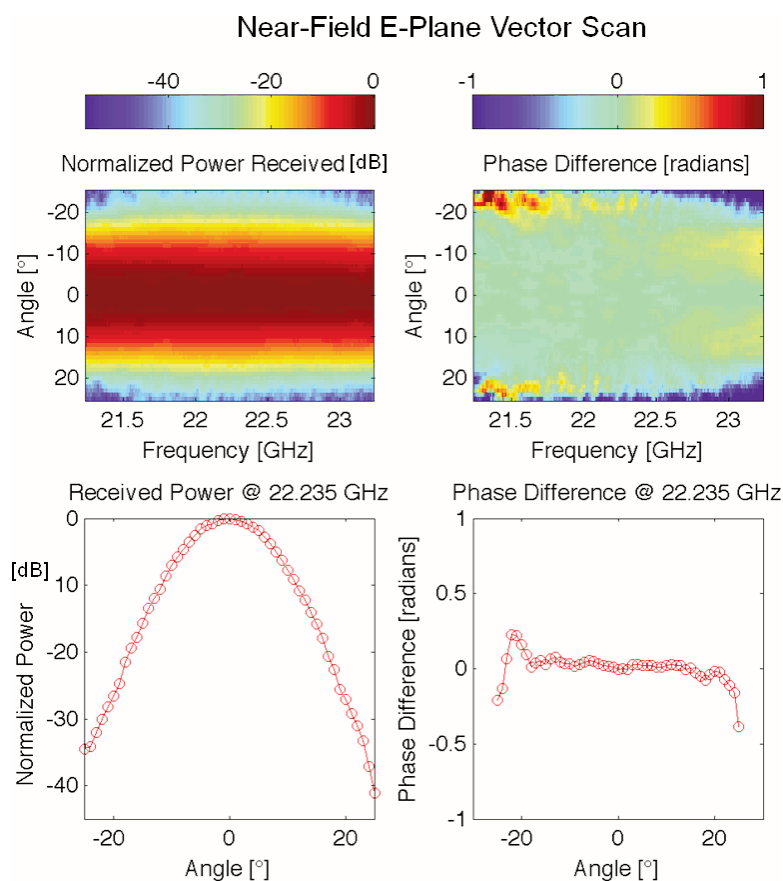 Near-Field E-Plane Vector Scan
-40 -20 0
-1 0 1
Normalized Power Received [dB]
Phase Difference [radians]
-20
-10
0
10
20
Angle [°]
21.5 22 22.5 23
Frequency [GHz]
-20
-10
0
10
20
Angle [°]
21.5 22 22.5 23
Frequency [GHz]
Received Power @ 22.235 GHz
Phase Difference @ 22.235 GHz
0
10
-20
-30
-40
Normalized Power [dB]
-20 0 20
Angle [°]
1
0.5
0
-0.5
-1
Phase Difference [radians]
-20 0 20
Angle [°]